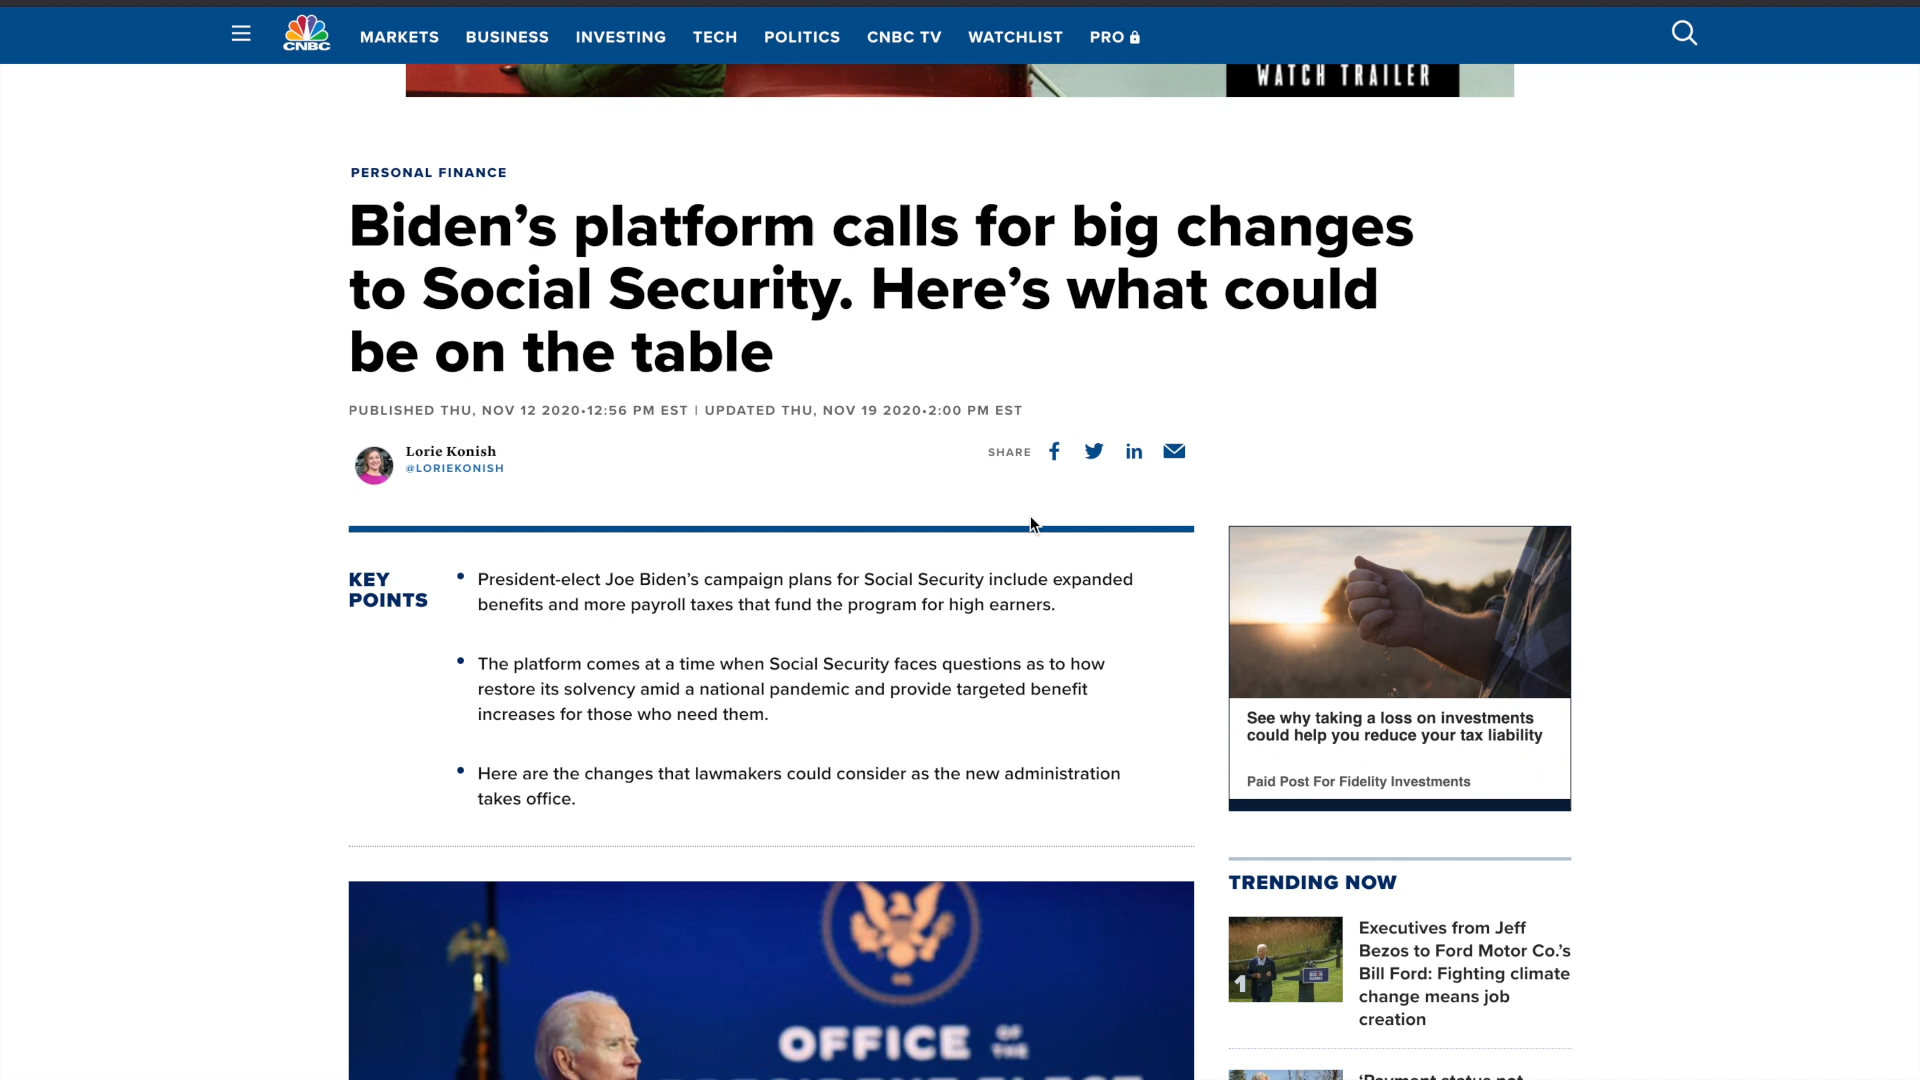 CNBC
MARKETS BUSINESS INVESTING TECH POLITICS CNBC TV WATCHLIST PRO
WATCH TRAILER
PERSONAL FINANCE
Biden’s platform calls for big changes
to Social Security. Here’s what could
be on the table
PUBLISHED THU, NOV 12 2020•12:56 PM EST | UPDATED THU, NOV 19 2020•2:00 PM EST
Lorie Konish
@LORIEKONISH
SHARE
KEY
POINTS
• President-elect Joe Biden’s campaign plans for Social Security include expanded
benefits and more payroll taxes that fund the program for high earners.
• The platform comes at a time when Social Security faces questions as to how
restore its solvency amid a national pandemic and provide targeted benefit
increases for those who need them.
• Here are the changes that lawmakers could consider as the new administration
takes office.
OFFICE OF THE
See why taking a loss on investments
could help you reduce your tax liability
Paid Post For Fidelity Investments
TRENDING NOW
1
Executives from Jeff
Bezos to Ford Motor Co.’s
Bill Ford: Fighting climate
change means job
creation